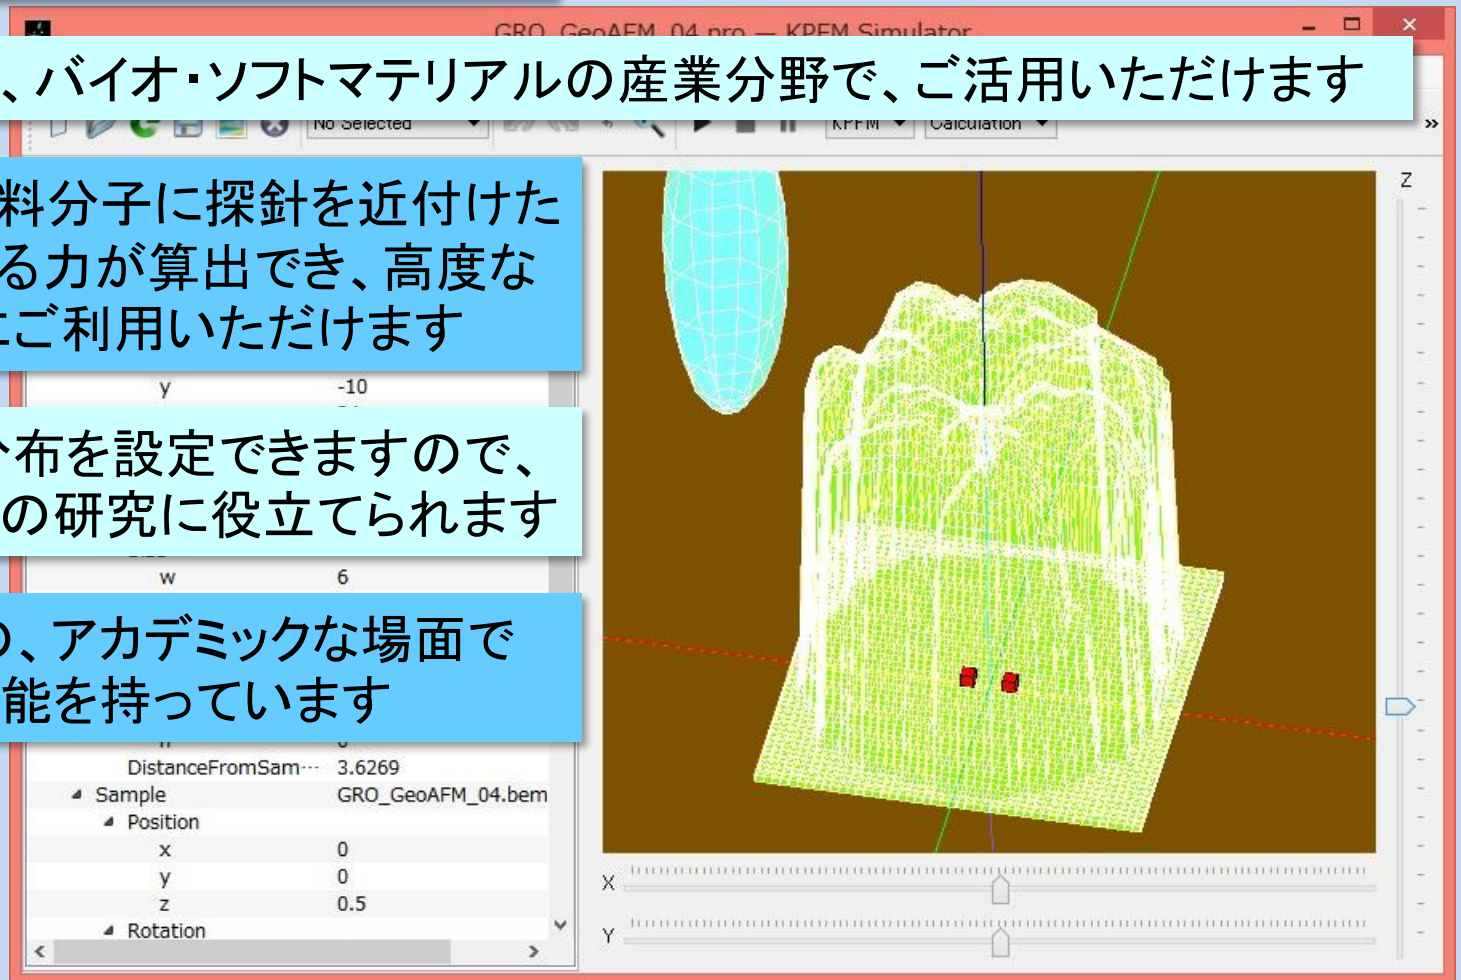 GRO_GeoAFM_04.pro — KPFM Simulator
、バイオ・ソフトマテリアルの産業分野で、ご活用いただけます
No Selected
KPFM
Calculation
»
料分子に探針を近付けた
る力が算出でき、高度な
ご利用いただけます
y -10
分布を設定できますので、
の研究に役立てられます
w 6
、アカデミックな場面で
能を持っています
DistanceFromSam… 3.6269
Sample GRO_GeoAFM_04.bem
Position
x 0
y 0
z 0.5
Rotation
Z
X
Y